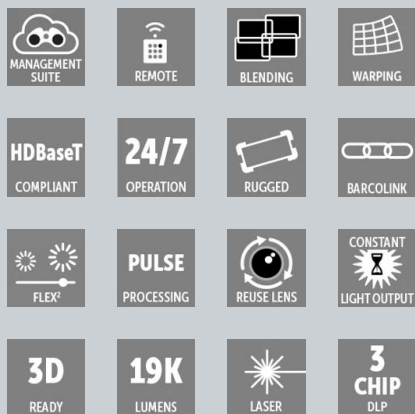 MANAGEMENT
SUITE
REMOTE
BLENDING
WARPING
HDBaseT
COMPLIANT
24/7
OPERATION
RUGGED
BARCOLINK
FLEX²
PULSE
PROCESSING
REUSE LENS
CONSTANT
LIGHT OUTPUT
3D
READY
19K
LUMENS
LASER
3
CHIP
DLP